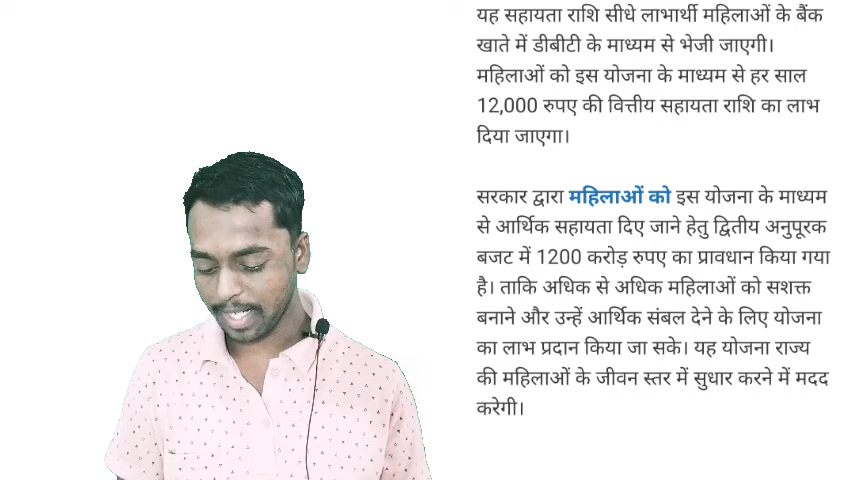 यह सहायता राशि सीधे लाभार्थी महिलाओं के बैंक
खाते में डीबीटी के माध्यम से भेजी जाएगी।
महिलाओं को इस योजना के माध्यम से हर साल
12,000 रुपए की वित्तीय सहायता राशि का लाभ
दिया जाएगा।
सरकार द्वारा महिलाओं को इस योजना के माध्यम
से आर्थिक सहायता दिए जाने हेतु द्वितीय अनुपूरक
बजट में 1200 करोड़ रुपए का प्रावधान किया गया
है। ताकि अधिक से अधिक महिलाओं को सशक्त
बनाने और उन्हें आर्थिक संबल देने के लिए योजना
का लाभ प्रदान किया जा सके। यह योजना राज्य
की महिलाओं के जीवन स्तर में सुधार करने में मदद
करेगी।